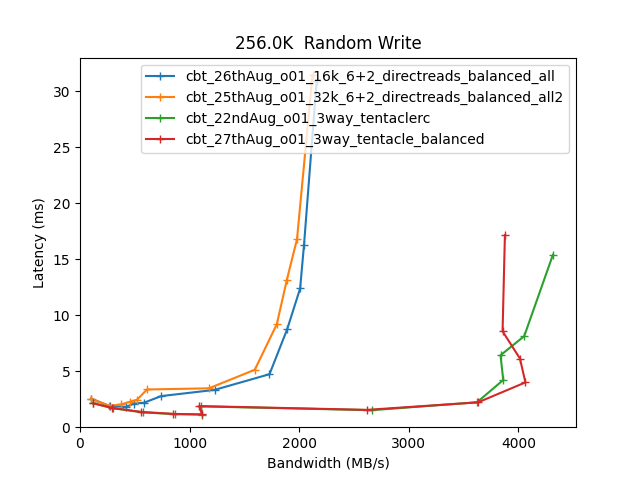 256.0K  Random Write
cbt_26thAug_o01_16k_6+2_directreads_balanced_all
cbt_25thAug_o01_32k_6+2_directreads_balanced_all2
cbt_22ndAug_o01_3way_tentaclerc
cbt_27thAug_o01_3way_tentacle_balanced
Latency (ms)
30
25
20
15
10
5
0
0 1000 2000 3000 4000
Bandwidth (MB/s)